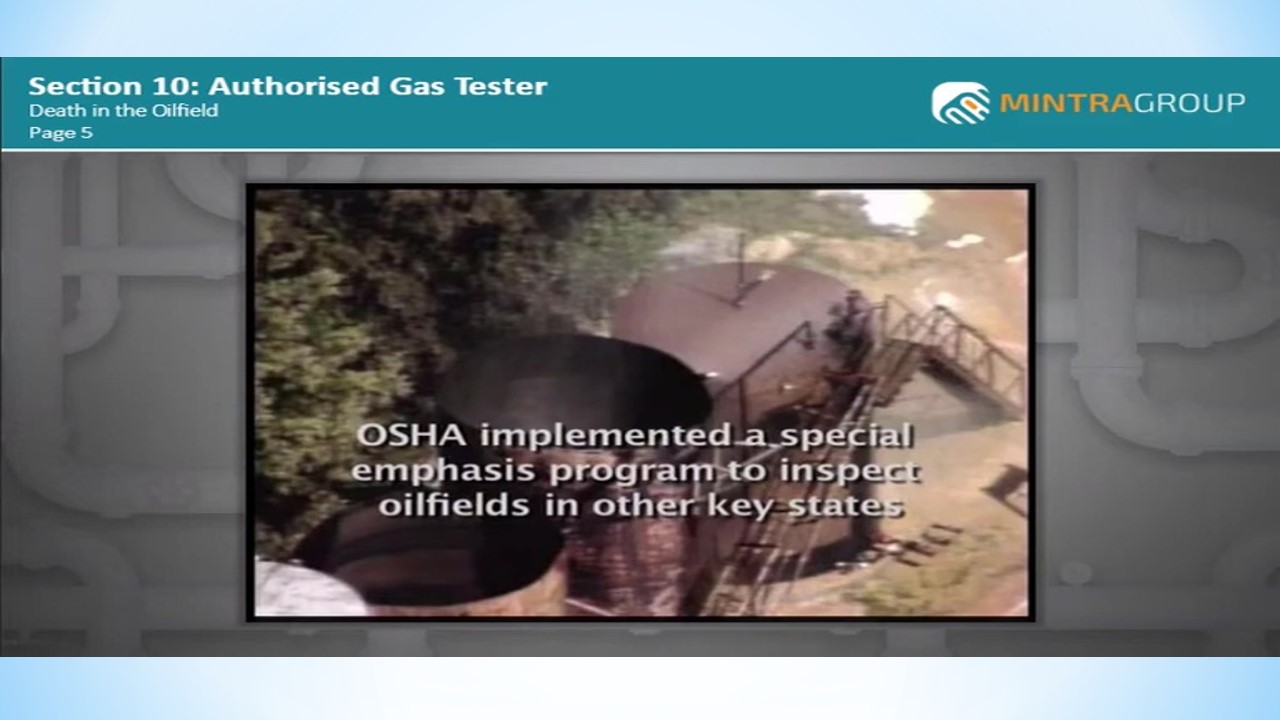 Section 10: Authorised Gas Tester
Death in the Oilfield
Page 5
MINTRAGROUP
OSHA implemented a special
emphasis program to inspect
oilfields in other key states